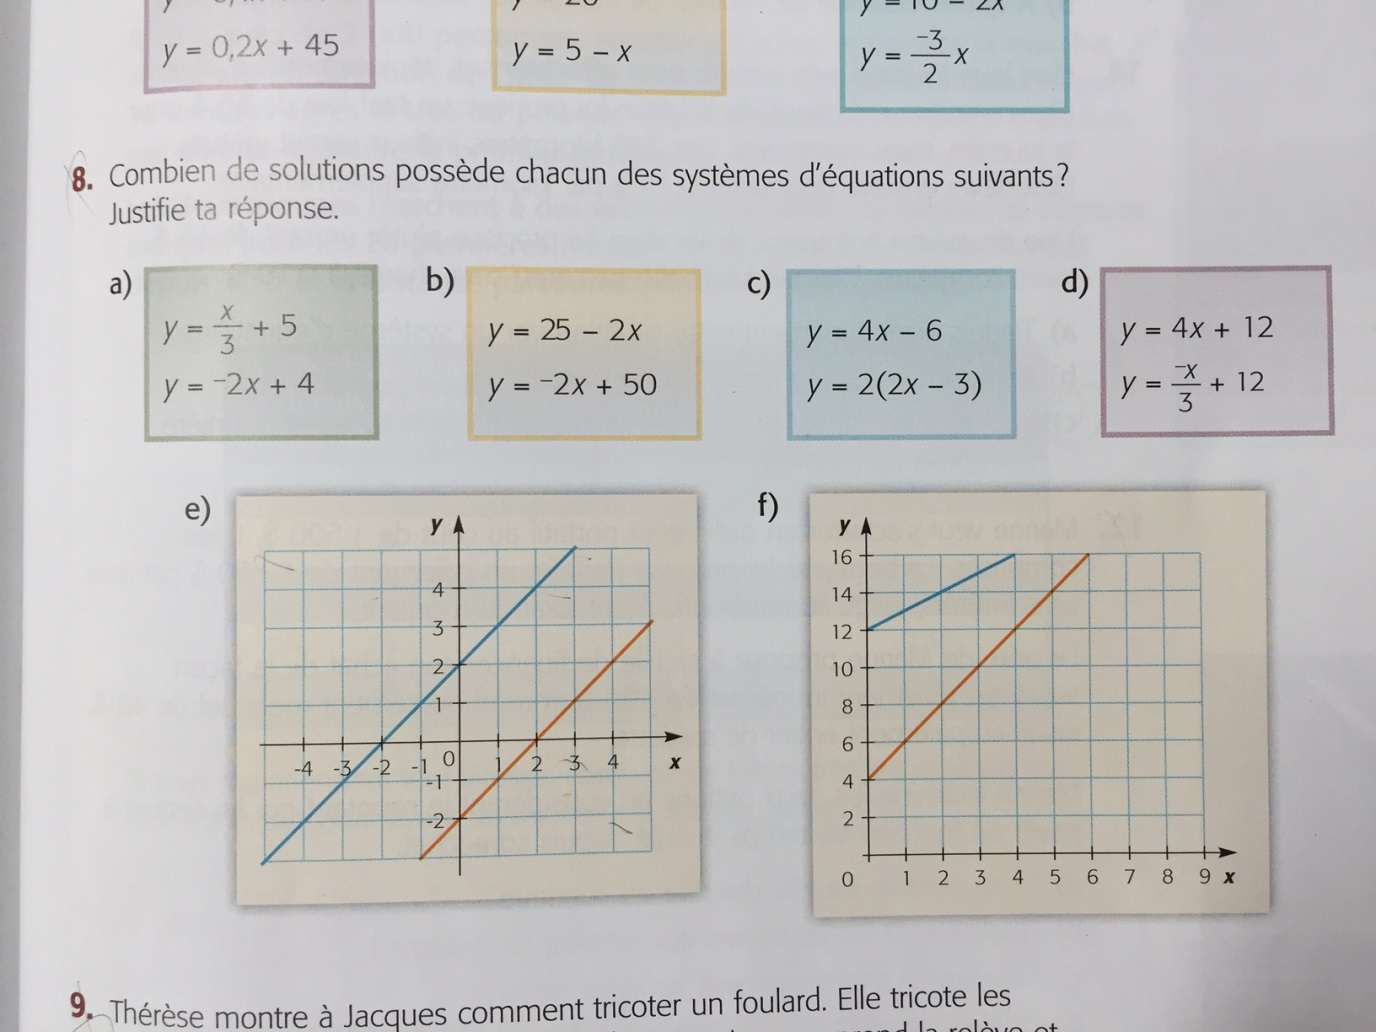 y = 0,2x + 45
y = 5 – x
y = 10 – 2x
y = ⁻3/2 x
8. Combien de solutions possède chacun des systèmes d'équations suivants?
Justifie ta réponse.
a)
y = x/3 + 5
y = ⁻2x + 4
b)
y = 25 – 2x
y = ⁻2x + 50
c)
y = 4x – 6
y = 2(2x – 3)
d)
y = 4x + 12
y = ⁻x/3 + 12
e)
y
4
3
2
1
-4 -3 -2 -1 0 1 2 3 4 x
-1
-2
f)
y
16
14
12
10
8
6
4
2
0 1 2 3 4 5 6 7 8 9 x
9. Thérèse montre à Jacques comment tricoter un foulard. Elle tricote les